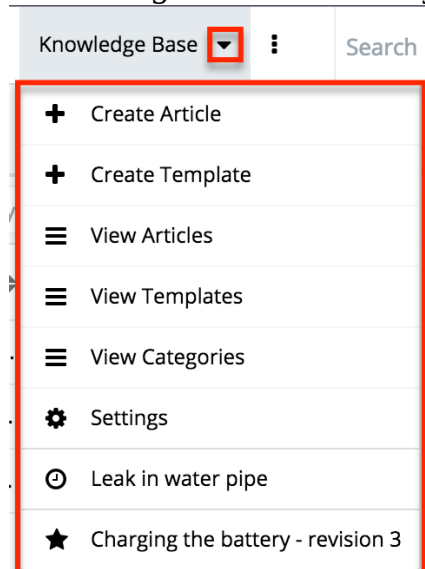 Knowledge Base
Search
Create Article
Create Template
View Articles
View Templates
View Categories
Settings
Leak in water pipe
Charging the battery - revision 3